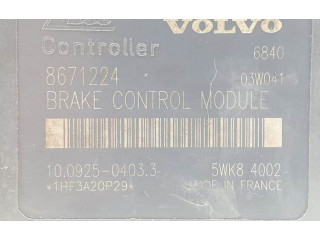 VOLVO
Controller
6840
8671224
03W041
BRAKE CONTROL MODULE
10.0925-0403.3
5WK8 4002
*1HF3A20P29*
MADE IN FRANCE